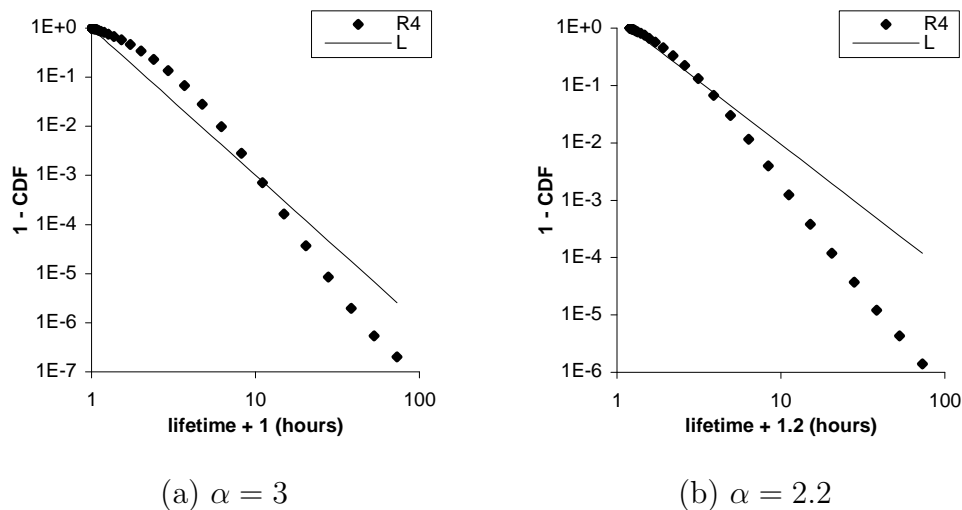 R4
L
1E+0
1E-1
1E-2
1E-3
1E-4
1E-5
1E-6
1E-7
1 - CDF
1
10
100
lifetime + 1 (hours)
(a) α = 3
R4
L
1E+0
1E-1
1E-2
1E-3
1E-4
1E-5
1E-6
1 - CDF
1
10
100
lifetime + 1.2 (hours)
(b) α = 2.2